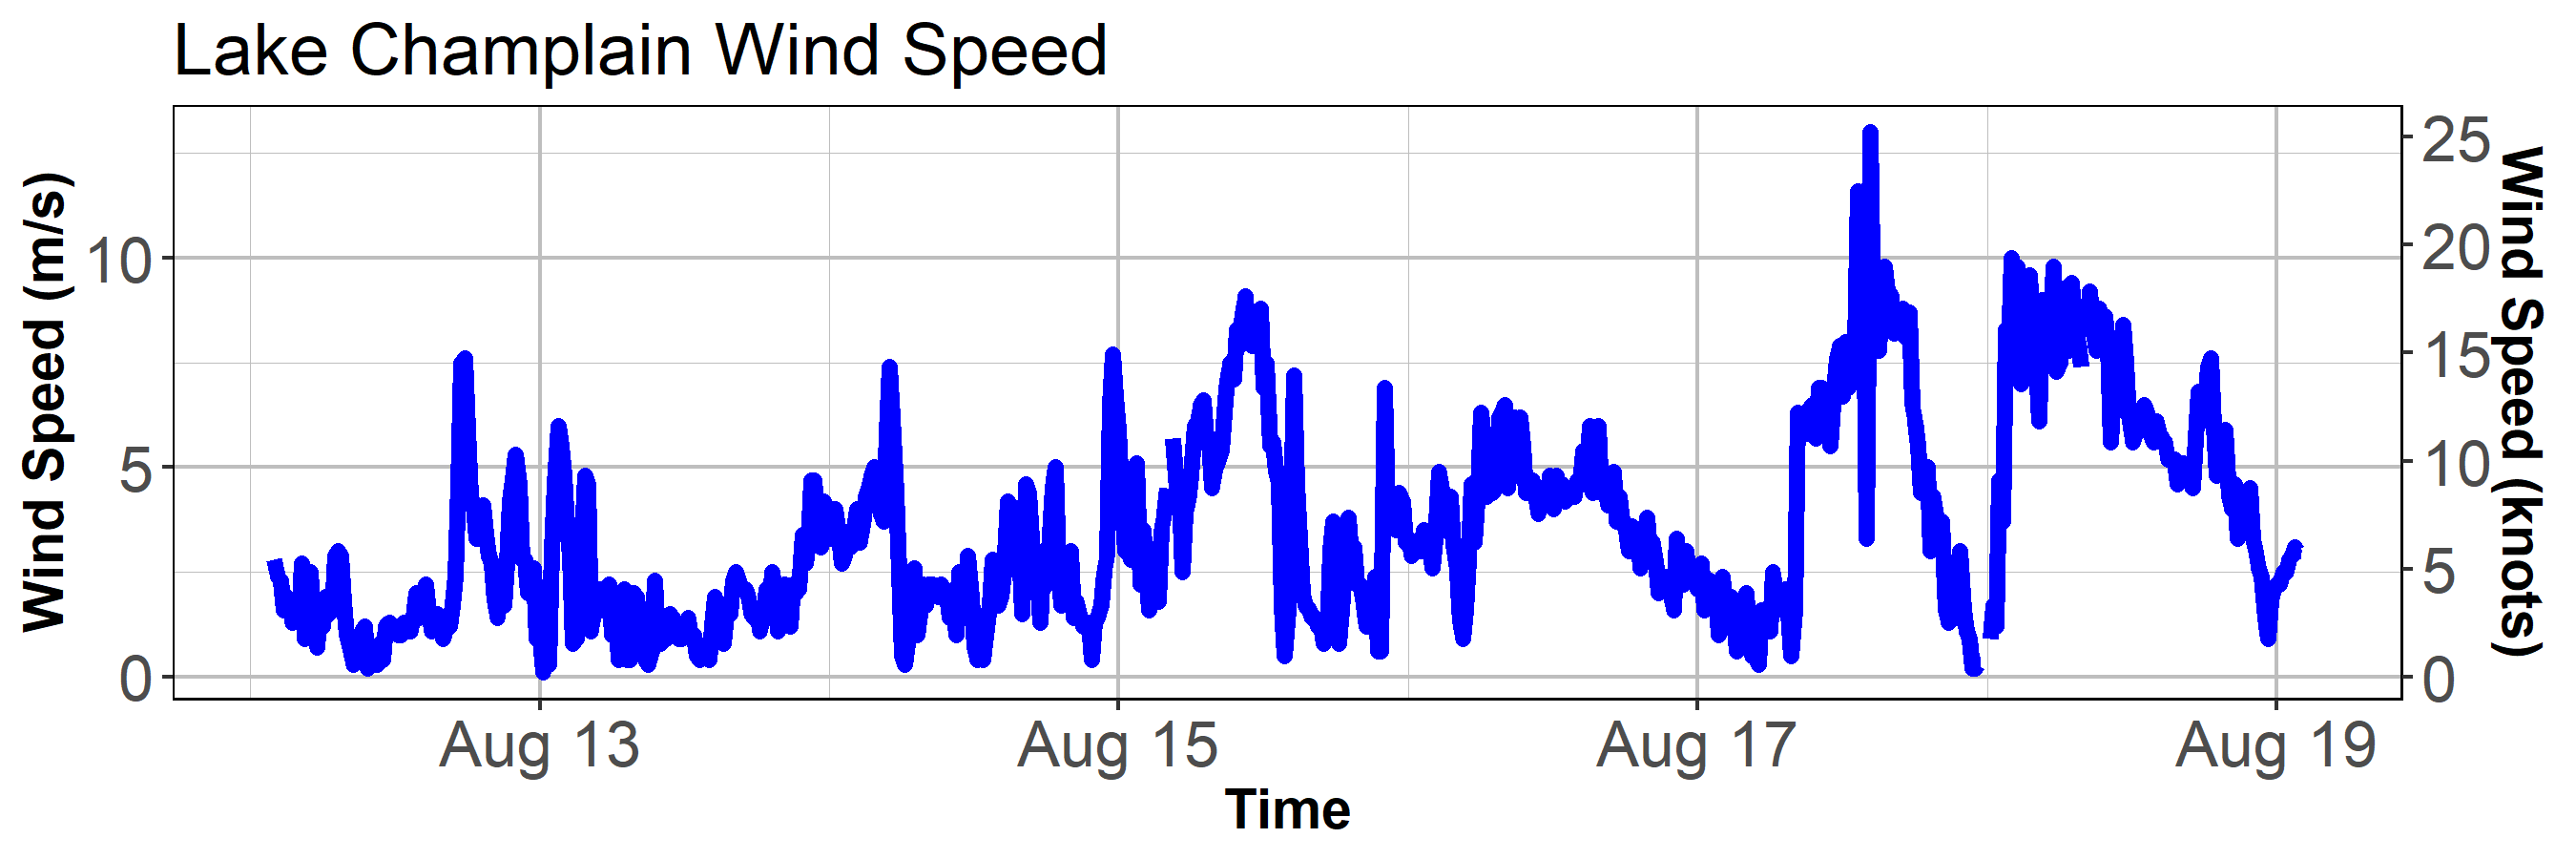 Lake Champlain Wind Speed
Wind Speed (m/s)
10
5
0
25
20
15
10
5
0
Wind Speed (knots)
Aug 13
Aug 15
Aug 17
Aug 19
Time